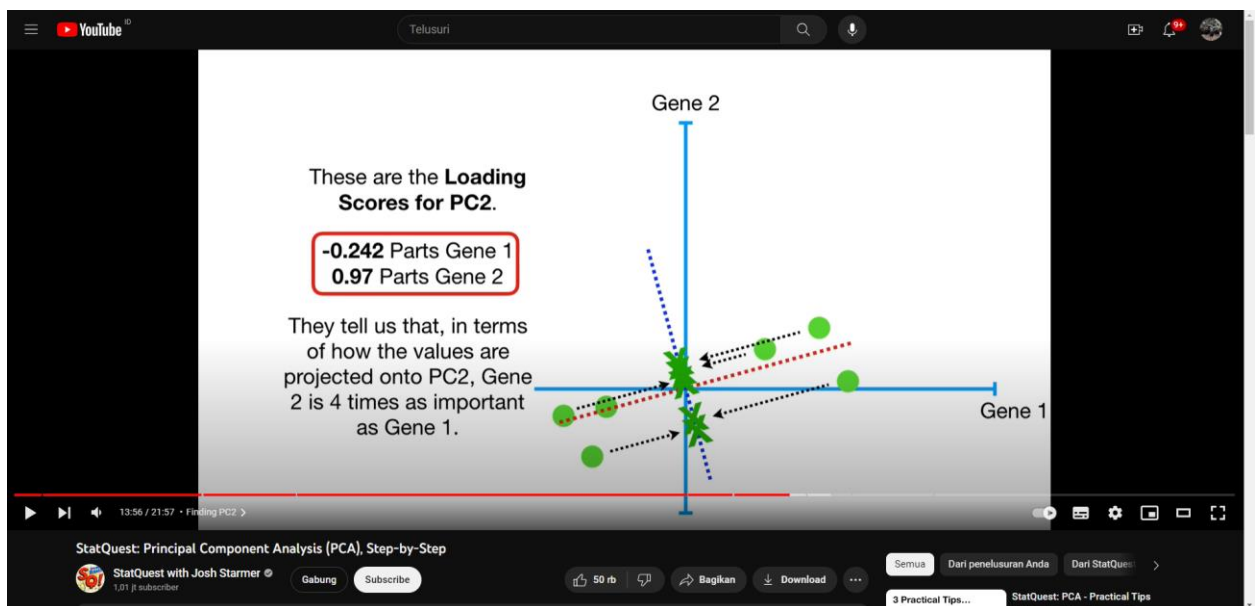 YouTube ID
Telusuri
9+
Gene 2
These are the Loading
Scores for PC2.
-0.242 Parts Gene 1
0.97 Parts Gene 2
They tell us that, in terms
of how the values are
projected onto PC2, Gene
2 is 4 times as important
as Gene 1.
Gene 1
13:56 / 21:57 • Finding PC2
StatQuest: Principal Component Analysis (PCA), Step-by-Step
StatQuest with Josh Starmer
1,01 jt subscriber
Gabung
Subscribe
50 rb
Bagikan
Download
Semua
Dari penelusuran Anda
Dari StatQues
3 Practical Tips...
StatQuest: PCA - Practical Tips